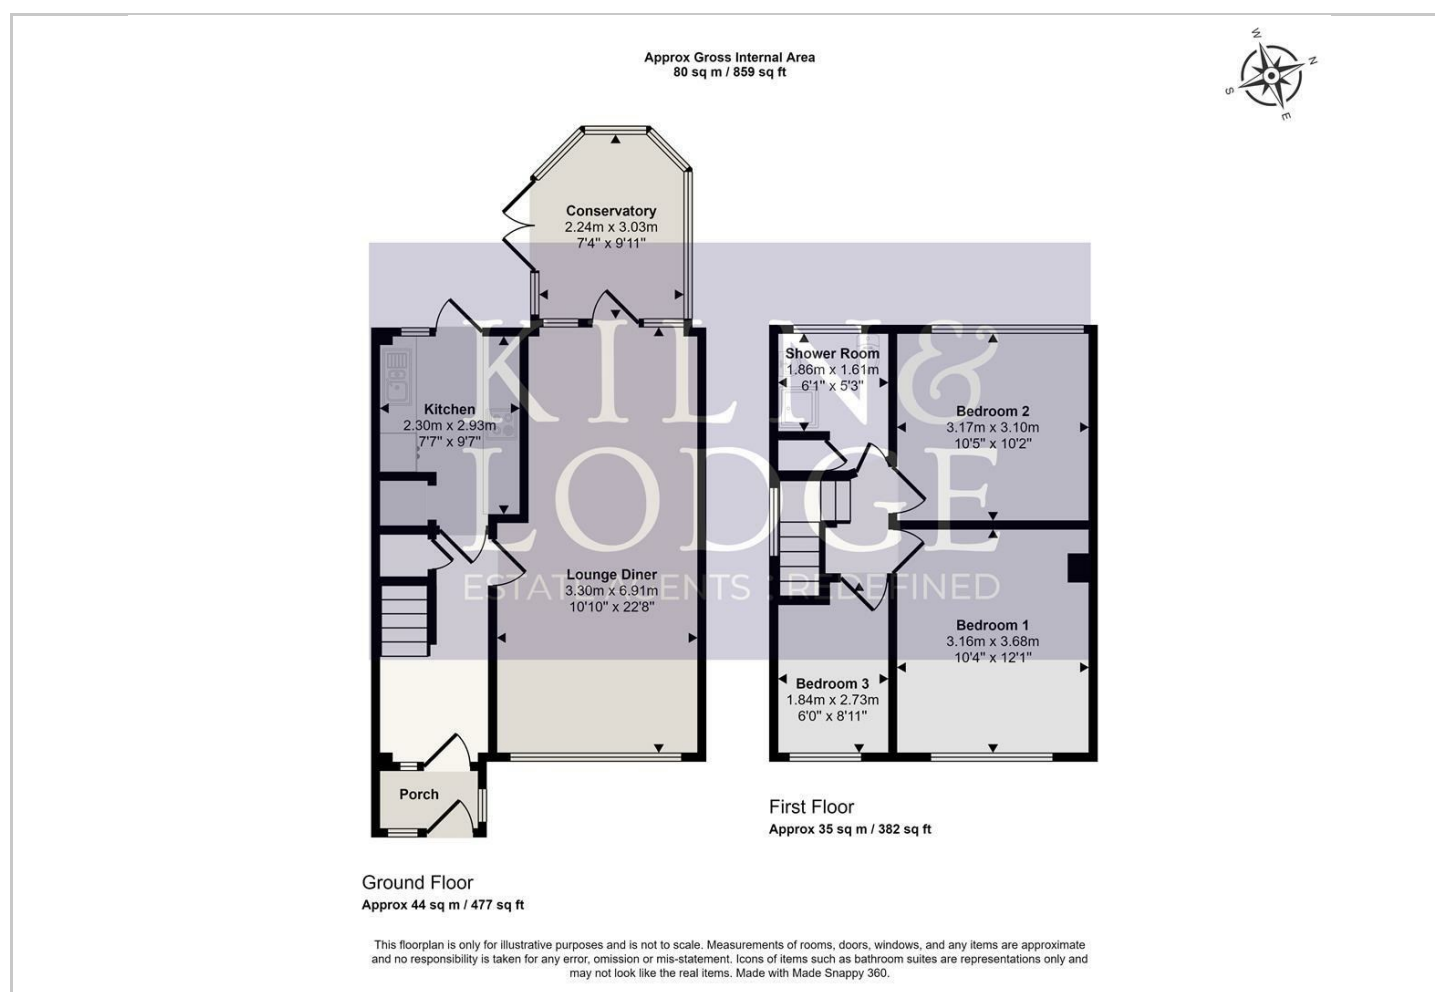 Approx Gross Internal Area
80 sq m / 859 sq ft
W
N
S
E
Conservatory
2.24m x 3.03m
7'4" x 9'11"
Kitchen
2.30m x 2.93m
7'7" x 9'7"
Lounge Diner
3.30m x 6.91m
10'10" x 22'8"
Porch
Shower Room
1.86m x 1.61m
6'1" x 5'3"
Bedroom 2
3.17m x 3.10m
10'5" x 10'2"
Bedroom 1
3.16m x 3.68m
10'4" x 12'1"
Bedroom 3
1.84m x 2.73m
6'0" x 8'11"
KILN &
LODGE
ESTATE AGENTS : REDEFINED
First Floor
Approx 35 sq m / 382 sq ft
Ground Floor
Approx 44 sq m / 477 sq ft
This floorplan is only for illustrative purposes and is not to scale. Measurements of rooms, doors, windows, and any items are approximate
and no responsibility is taken for any error, omission or mis-statement. Icons of items such as bathroom suites are representations only and
may not look like the real items. Made with Made Snappy 360.